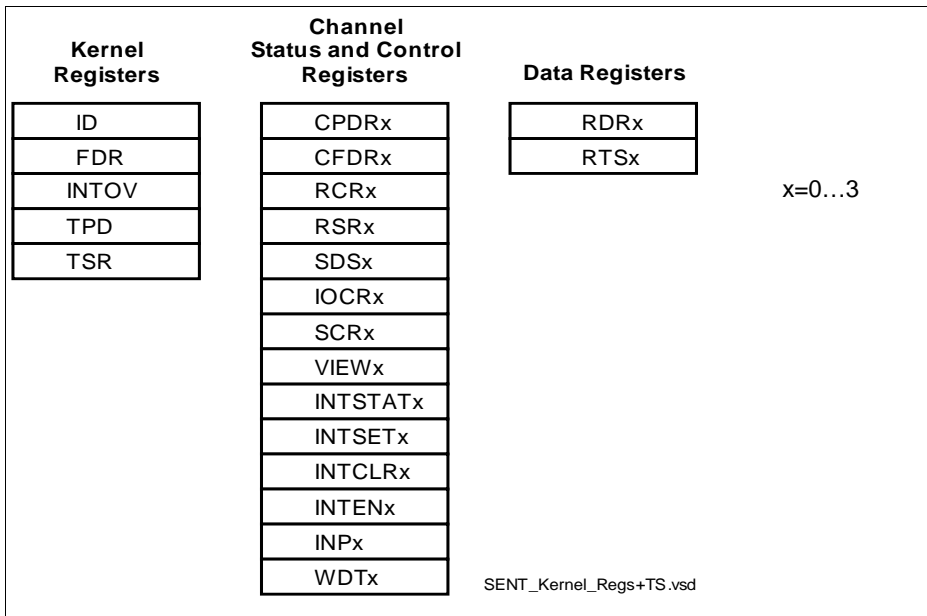 Kernel
Registers
ID
FDR
INTOV
TPD
TSR
Channel
Status and Control
Registers
CPDRx
CFDRx
RCRx
RSRx
SDSx
IOCRx
SCRx
VIEWx
INTSTATx
INTSETx
INTCLRx
INTENx
INPx
WDTx
Data Registers
RDRx
RTSx
x=0…3
SENT_Kernel_Regs+TS.vsd